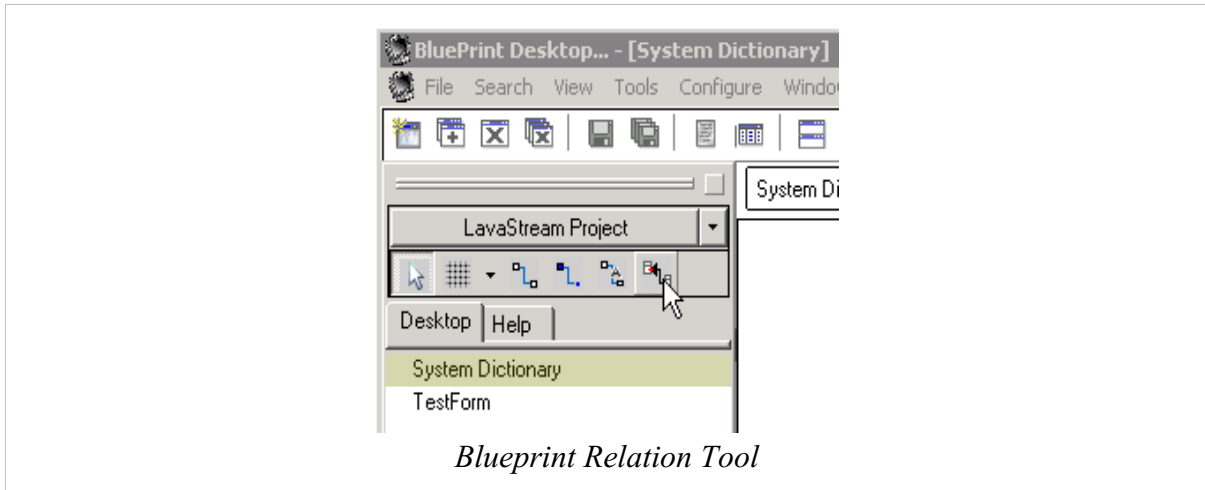 BluePrint Desktop... - [System Dictionary]
File Search View Tools Configure Windo
System Di
LavaStream Project
A
Desktop Help
System Dictionary
TestForm
Blueprint Relation Tool